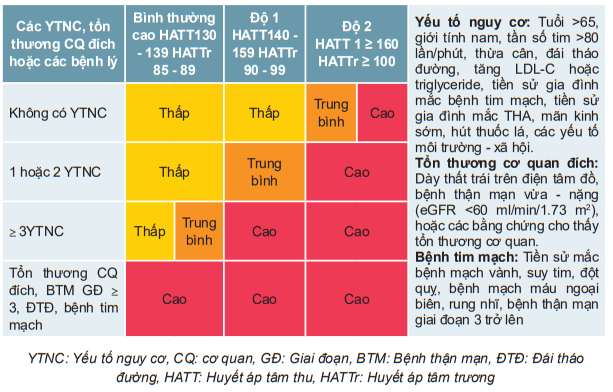 Các YTNC, tổn
thương CQ đích
hoặc các bệnh lý
Bình thường
cao HATT130
- 139 HATTr
85 - 89
Độ 1
HATT140 -
159 HATTr
90 - 99
Độ 2
HATT 1 ≥ 160
HATTr ≥ 100
Không có YTNC
Thấp
Thấp
Trung
bình
Cao
1 hoặc 2 YTNC
Thấp
Trung
bình
Cao
≥ 3YTNC
Thấp
Trung
bình
Cao
Cao
Tổn thương CQ
đích, BTM GĐ ≥
3, ĐTĐ, bệnh tim
mạch
Cao
Cao
Cao
Yếu tố nguy cơ: Tuổi >65,
giới tính nam, tần số tim >80
lần/phút, thừa cân, đái tháo
đường, tăng LDL-C hoặc
triglyceride, tiền sử gia đình
mắc bệnh tim mạch, tiền sử
gia đình mắc THA, mãn kinh
sớm, hút thuốc lá, các yếu tố
môi trường - xã hội.
Tổn thương cơ quan đích:
Dày thất trái trên điện tâm đồ,
bệnh thận mạn vừa - nặng
(eGFR <60 ml/min/1.73 m²),
hoặc các bằng chứng cho thấy
tổn thương cơ quan.
Bệnh tim mạch: Tiền sử mắc
bệnh mạch vành, suy tim, đột
quỵ, bệnh mạch máu ngoại
biên, rung nhĩ, bệnh thận mạn
giai đoạn 3 trở lên
YTNC: Yếu tố nguy cơ, CQ: cơ quan, GĐ: Giai đoạn, BTM: Bệnh thận mạn, ĐTĐ: Đái tháo
đường, HATT: Huyết áp tâm thu, HATTr: Huyết áp tâm trương